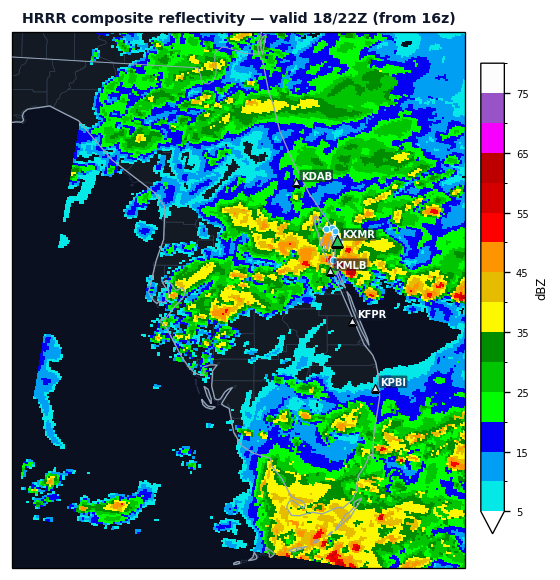 HRRR composite reflectivity — valid 18/22Z (from 16z)
75
65
55
45
35
25
15
5
dBZ
KDAB
KXMR
KMLB
KFPR
KPBI